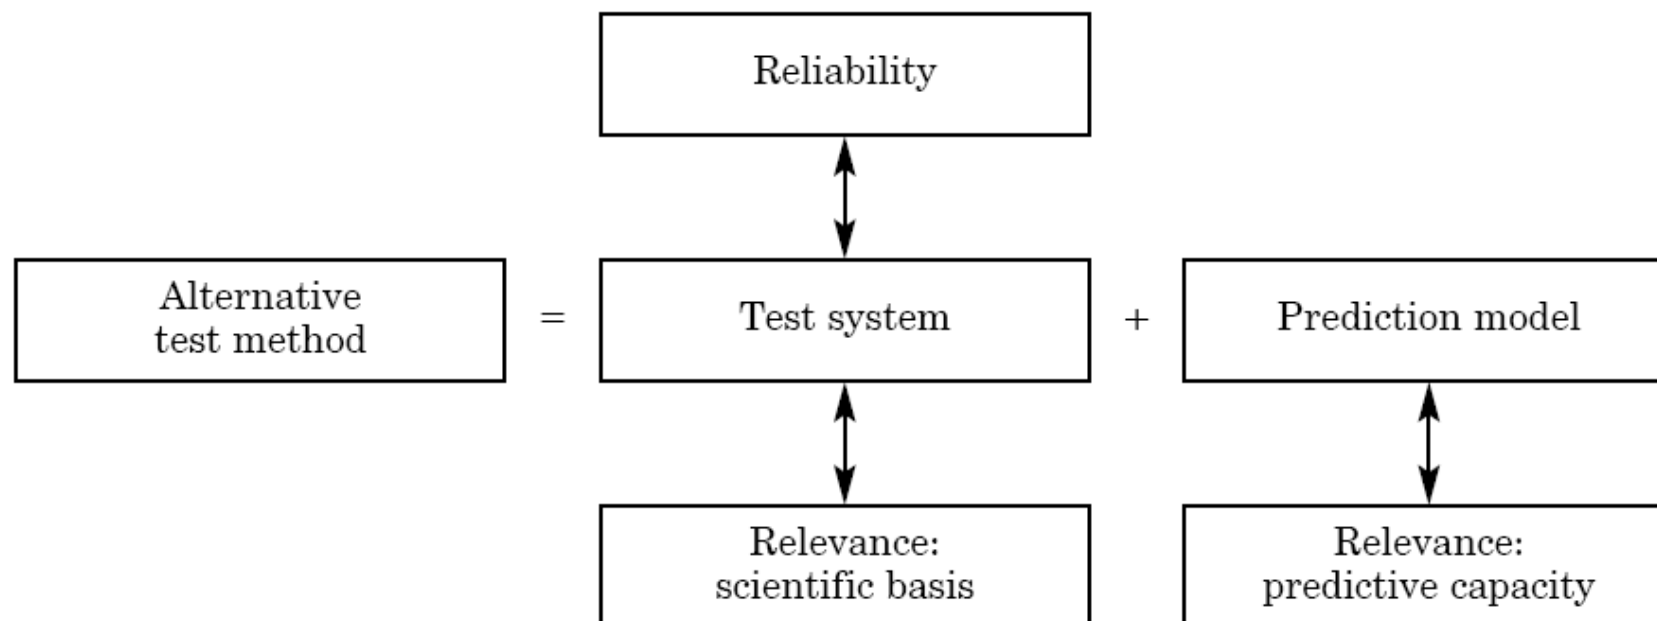 Reliability
Alternative
test method
=
Test system
+
Prediction model
Relevance:
scientific basis
Relevance:
predictive capacity